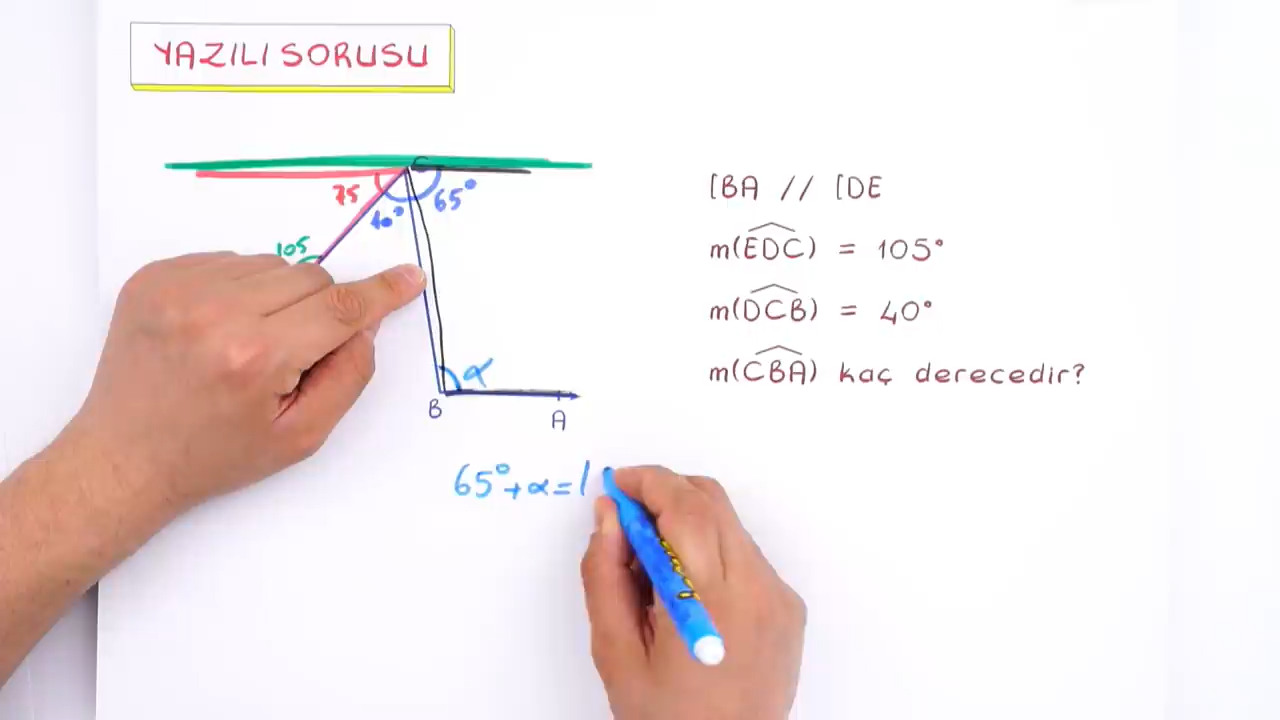 YAZILI SORUSU
C
75
40°
65°
105
α
B
A
[BA // [DE
m(EDC) = 105°
m(DCB) = 40°
m(CBA) kaç derecedir?
65°+α=1